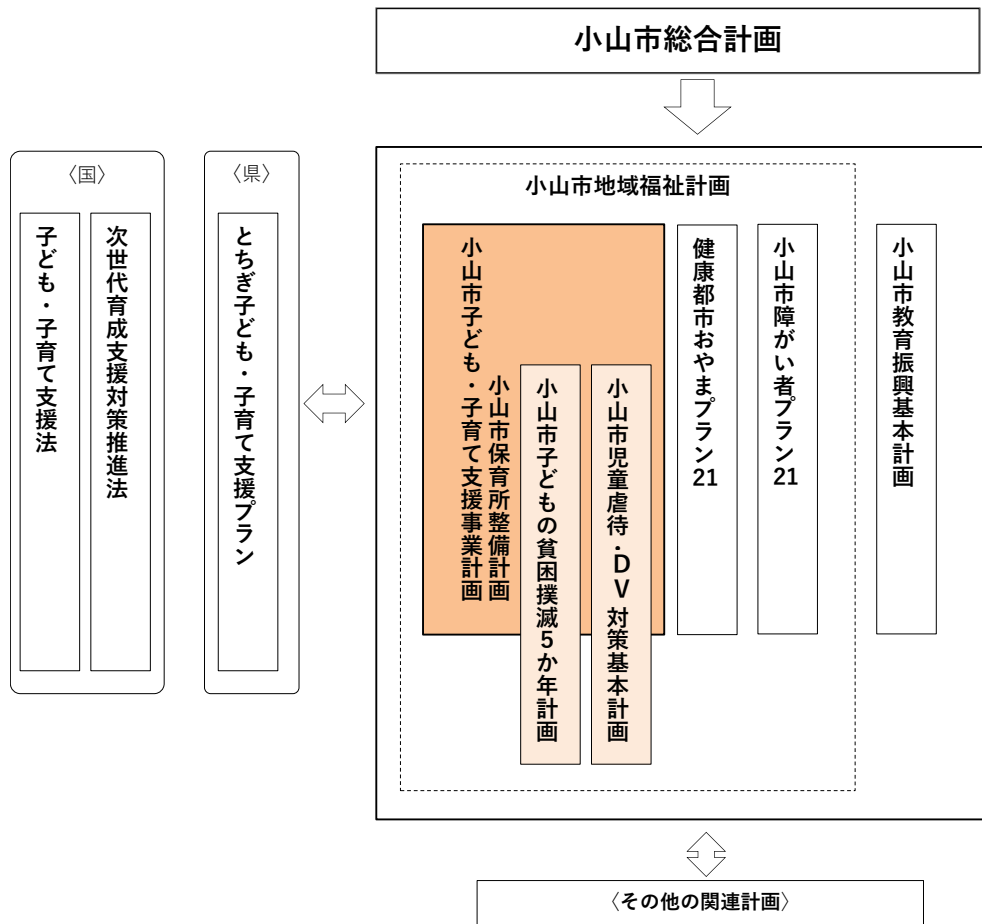 小山市総合計画
〈国〉
子ども・子育て支援法
次世代育成支援対策推進法
〈県〉
とちぎ子ども・子育て支援プラン
小山市地域福祉計画
小山市子ども・子育て支援事業計画
小山市保育所整備計画
小山市子どもの貧困撲滅5か年計画
小山市児童虐待・DV対策基本計画
健康都市おやまプラン21
小山市障がい者プラン21
小山市教育振興基本計画
〈その他の関連計画〉